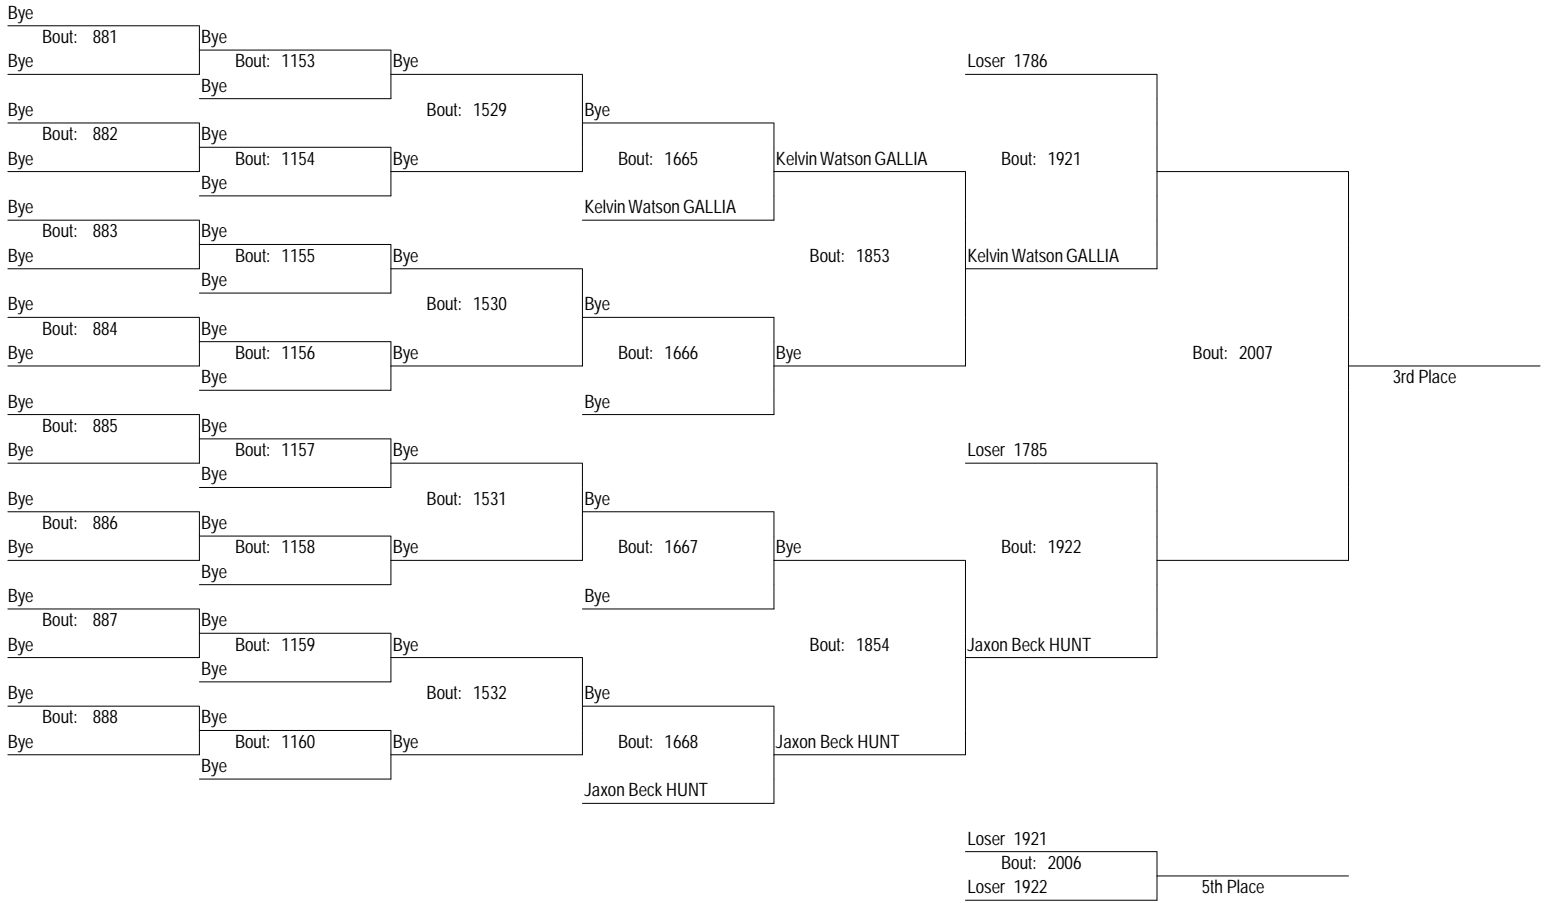 Bye
Bout: 881 Bye
Bye Bout: 1153 Bye Loser 1786
Bye
Bye Bout: 1529 Bye
Bout: 882 Bye
Bye Bout: 1154 Bye Bout: 1665 Kelvin Watson GALLIA Bout: 1921
Bye
Bye Kelvin Watson GALLIA
Bout: 883 Bye
Bye Bout: 1155 Bye Bout: 1853 Kelvin Watson GALLIA
Bye
Bye Bout: 1530 Bye
Bout: 884 Bye
Bye Bout: 1156 Bye Bout: 1666 Bye Bout: 2007
Bye 3rd Place
Bye Bye
Bout: 885 Bye
Bye Bout: 1157 Bye Loser 1785
Bye
Bye Bout: 1531 Bye
Bout: 886 Bye
Bye Bout: 1158 Bye Bout: 1667 Bye Bout: 1922
Bye
Bye Bye
Bout: 887 Bye
Bye Bout: 1159 Bye Bout: 1854 Jaxon Beck HUNT
Bye
Bye Bout: 1532 Bye
Bout: 888 Bye
Bye Bout: 1160 Bye Bout: 1668 Jaxon Beck HUNT
Bye
Jaxon Beck HUNT
Loser 1921
Bout: 2006
Loser 1922 5th Place